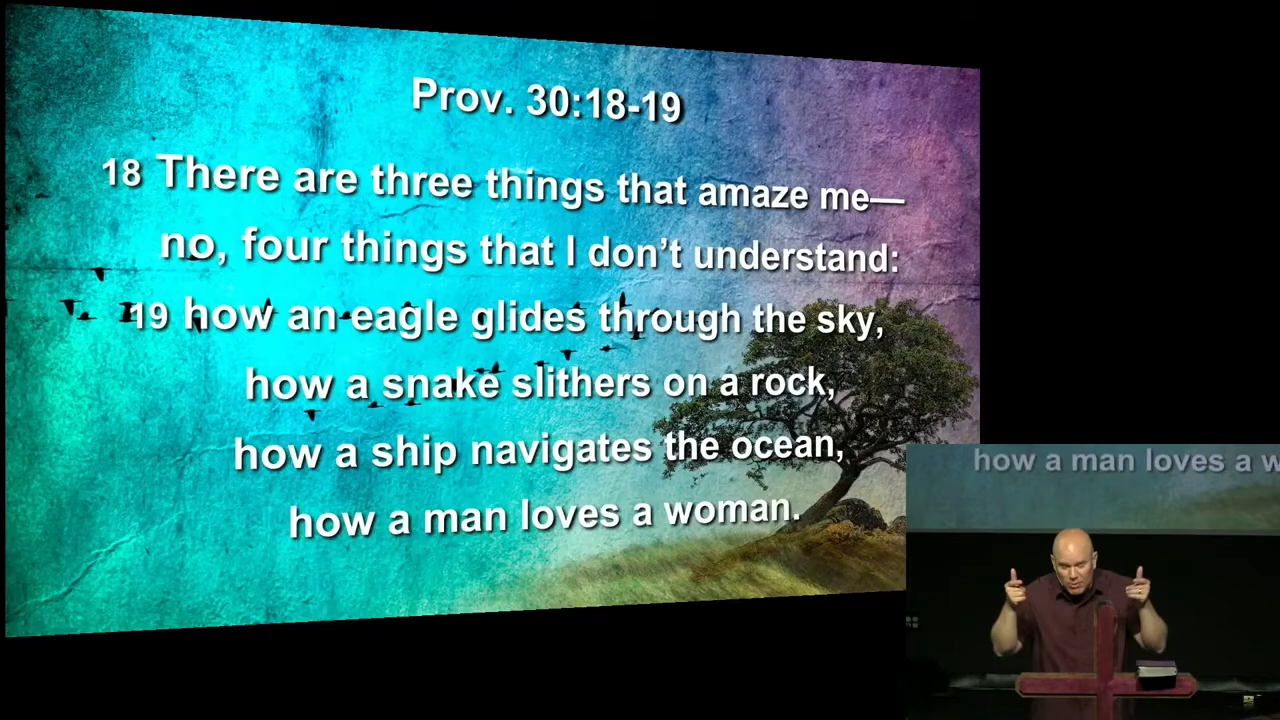 Prov. 30:18-19
18 There are three things that amaze me—
no, four things that I don’t understand:
19 how an eagle glides through the sky,
how a snake slithers on a rock,
how a ship navigates the ocean,
how a man loves a woman.
how a man loves a w